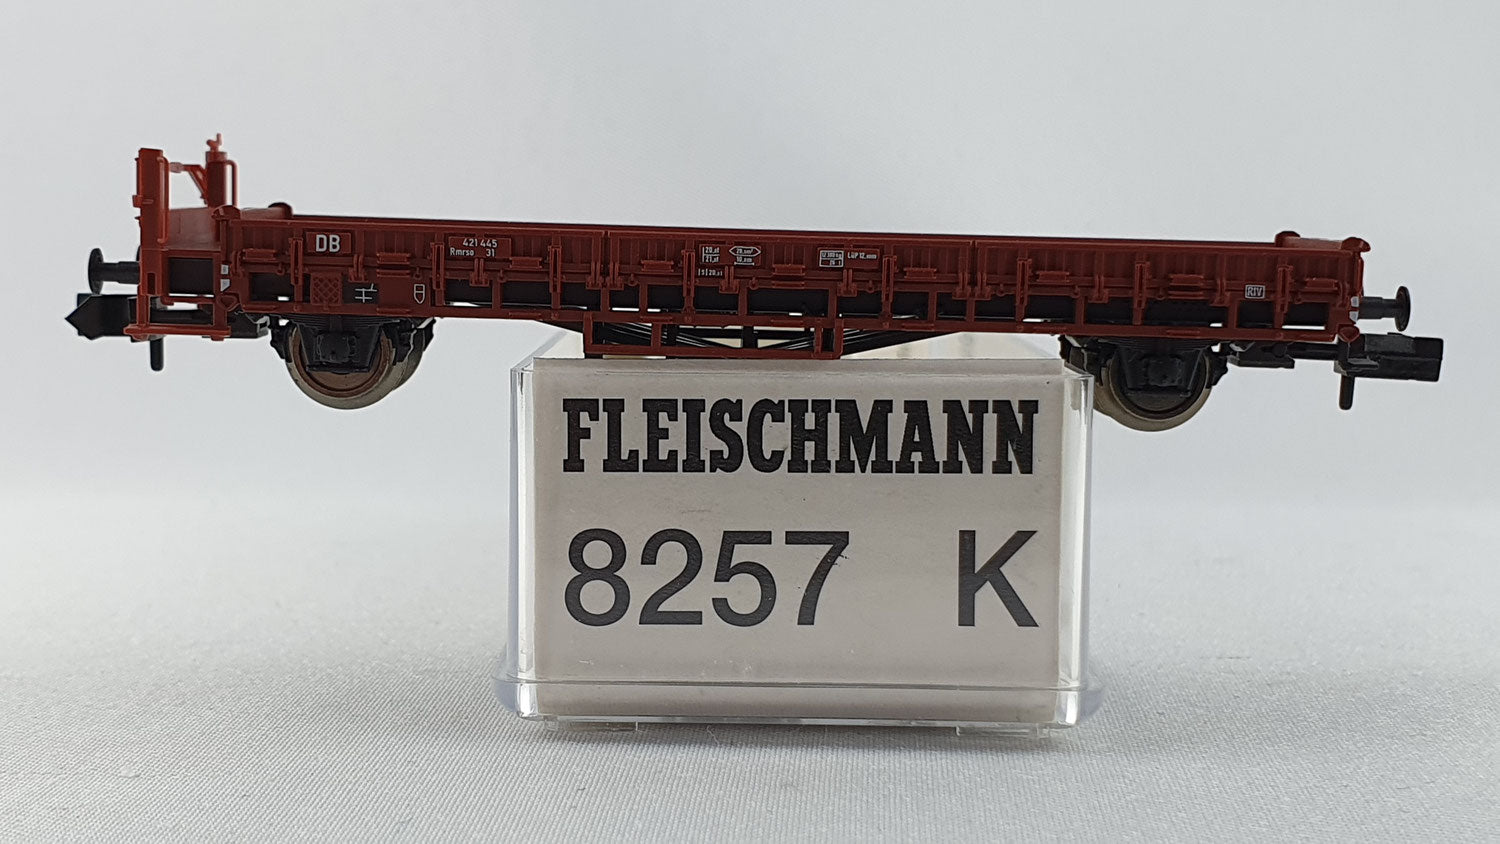 DB
421 445
Rmrso 31
RIV
FLEISCHMANN
8257 K